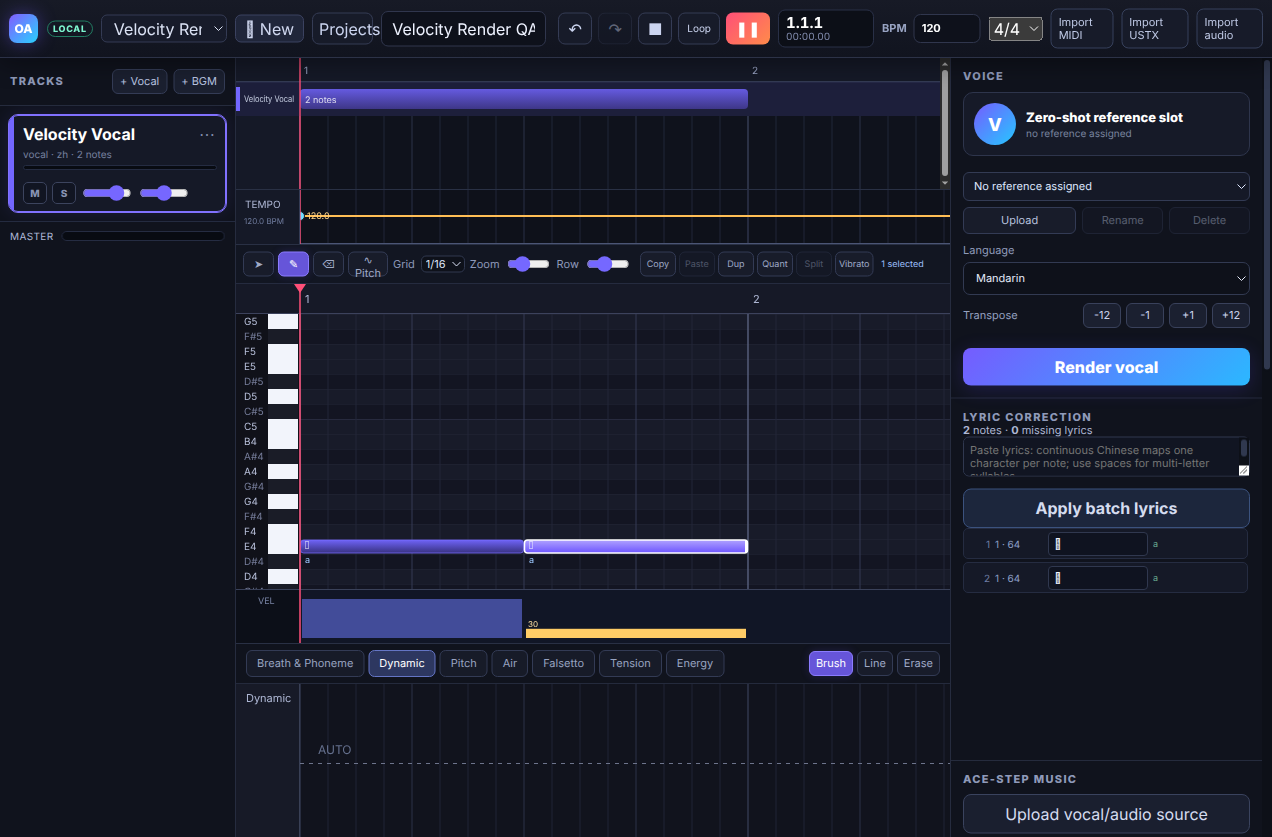 OA LOCAL Velocity Rer New Projects Velocity Render QA Loop 1.1.1 00:00.00 BPM 120 4/4 Import MIDI Import USTX Import audio
TRACKS + Vocal + BGM
Velocity Vocal
vocal · zh · 2 notes
M S
MASTER
1 2
Velocity Vocal 2 notes
TEMPO
120.0 BPM 120.0
Pitch Grid 1/16 Zoom Row Copy Paste Dup Quant Split Vibrato 1 selected
1 2
G5
F#5
F5
E5
D#5
D5
C#5
C5
B4
A#4
A4
G#4
G4
F#4
F4
E4
D#4 a a
D4
VEL
30
Breath & Phoneme Dynamic Pitch Air Falsetto Tension Energy Brush Line Erase
Dynamic
AUTO
VOICE
V Zero-shot reference slot
no reference assigned
No reference assigned
Upload Rename Delete
Language
Mandarin
Transpose -12 -1 +1 +12
Render vocal
LYRIC CORRECTION
2 notes · 0 missing lyrics
Paste lyrics: continuous Chinese maps one
character per note; use spaces for multi-letter
Apply batch lyrics
1 1 · 64 a
2 1 · 64 a
ACE-STEP MUSIC
Upload vocal/audio source